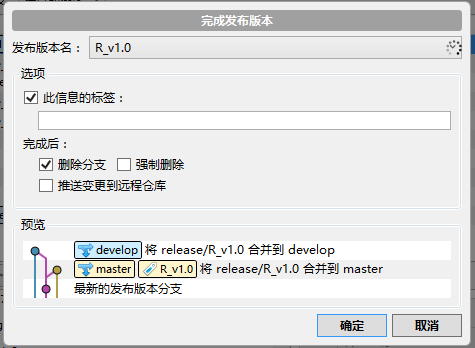 完成发布版本
发布版本名： R_v1.0
选项
此信息的标签：
完成后：
删除分支 强制删除
推送变更到远程仓库
预览
develop 将 release/R_v1.0 合并到 develop
master R_v1.0 将 release/R_v1.0 合并到 master
最新的发布版本分支
确定 取消